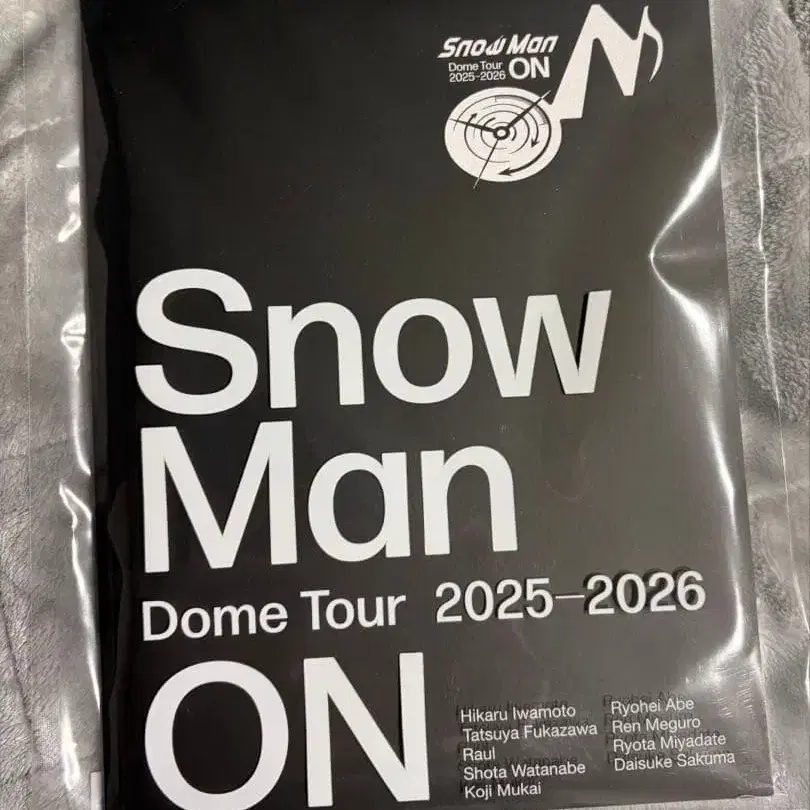 Snow Man
Dome Tour
2025-2026
ON
Snow
Man
Dome Tour 2025–2026
ON
Hikaru Iwamoto
Tatsuya Fukazawa
Raul
Shota Watanabe
Koji Mukai
Ryohei Abe
Ren Meguro
Ryota Miyadate
Daisuke Sakuma